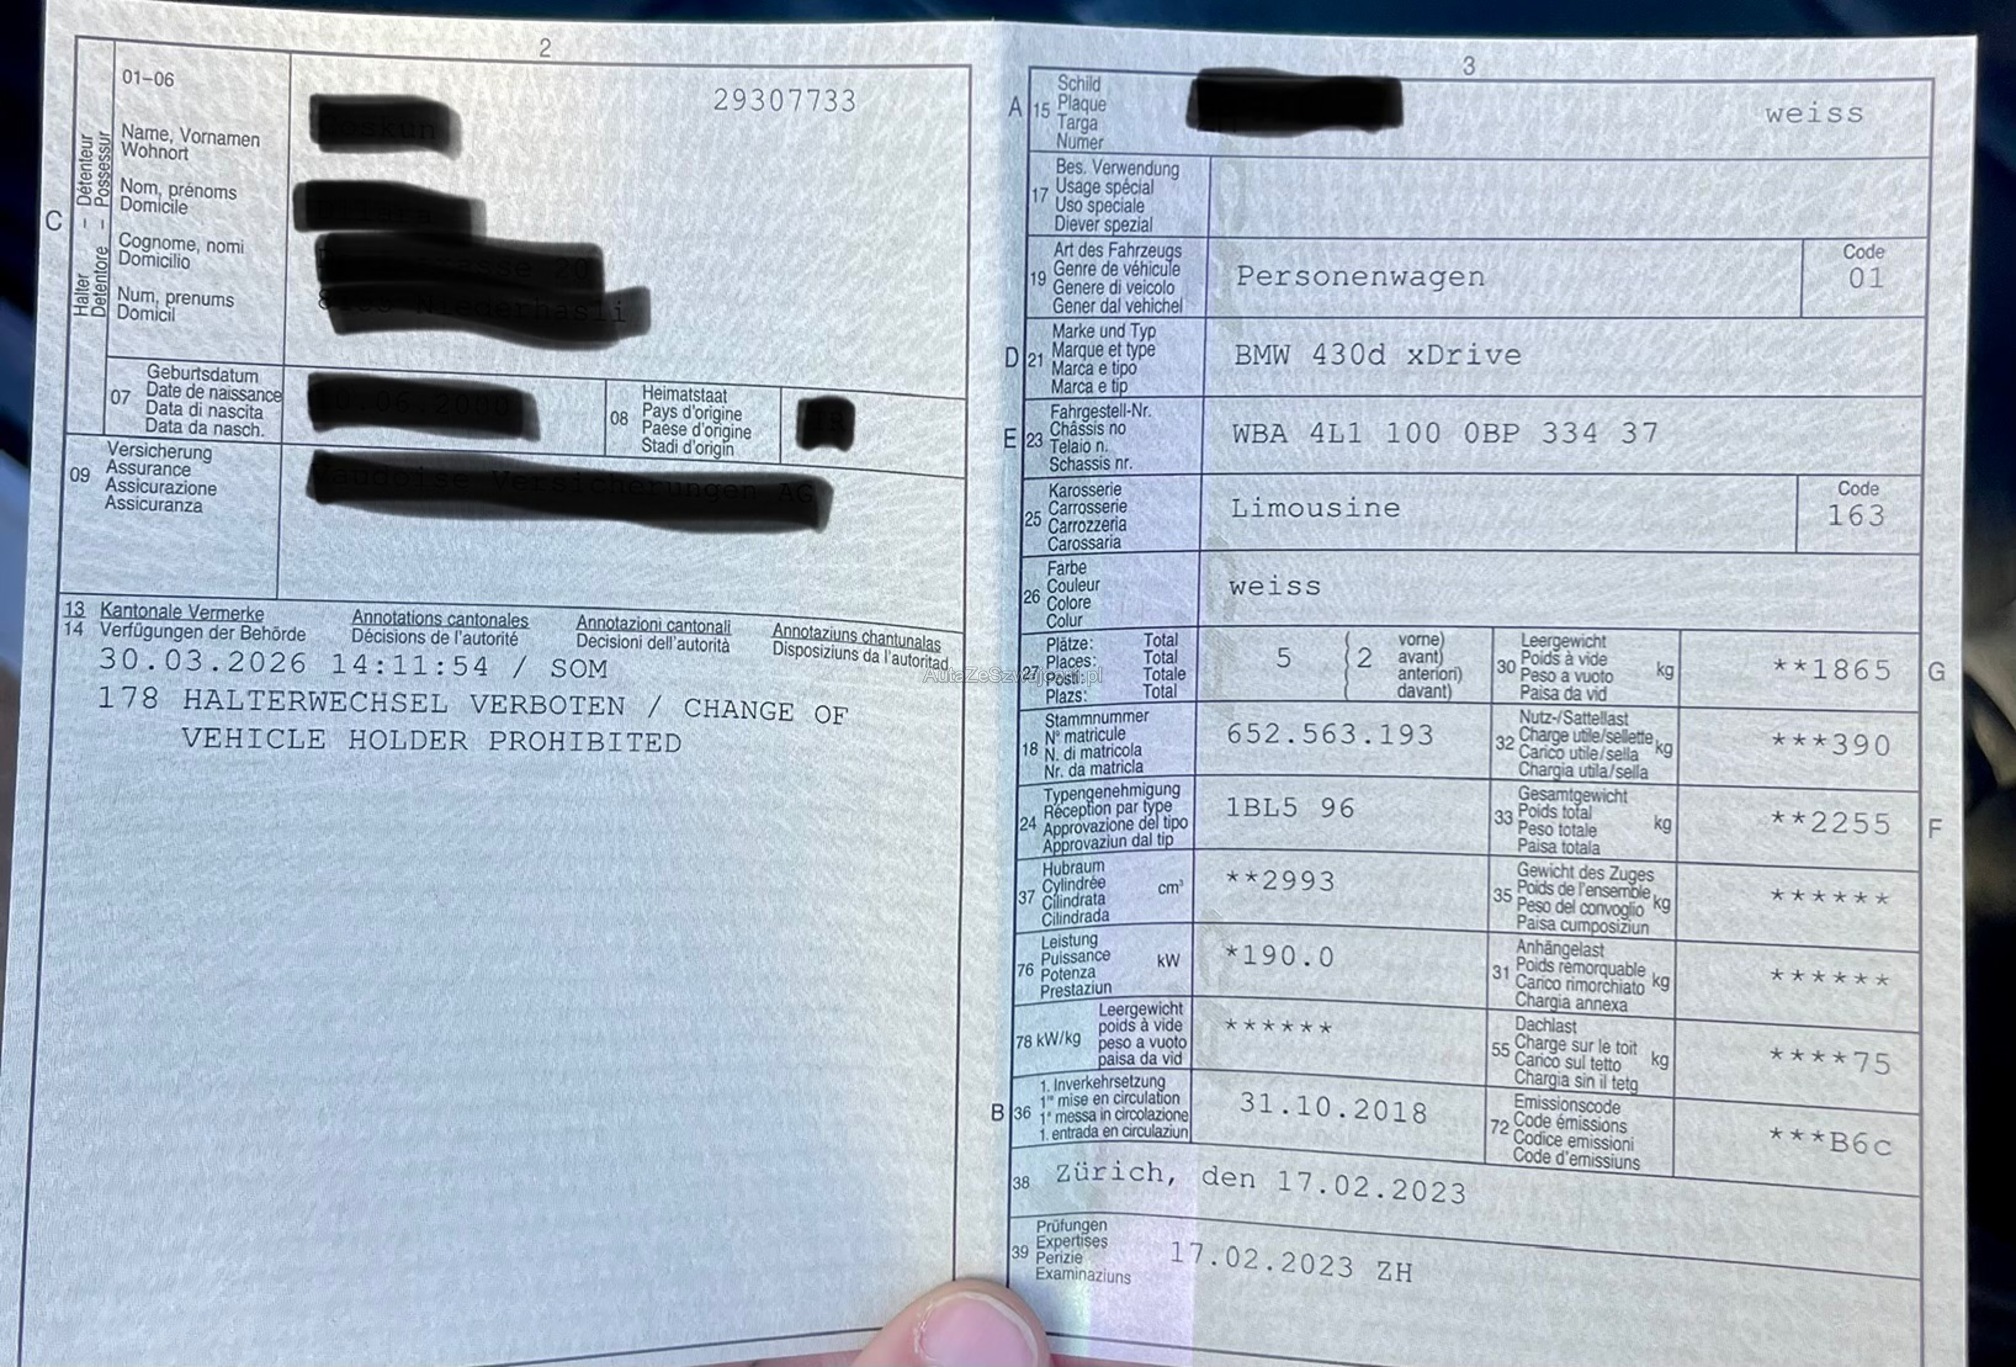 2
01-06
29307733
C
Halter – Détenteur
Detentore – Possessur
Name, Vornamen
Wohnort
Nom, prénoms
Domicile
Cognome, nomi
Domicilio
Num, prenums
Domicil
07
Geburtsdatum
Date de naissance
Data di nascita
Data da nasch.
08
Heimatstaat
Pays d'origine
Paese d'origine
Stadi d'origin
09
Versicherung
Assurance
Assicurazione
Assicuranza
13 Kantonale Vermerke Annotations cantonales Annotazioni cantonali Annotaziuns chantunalas
14 Verfügungen der Behörde Décisions de l'autorité Decisioni dell'autorità Disposiziuns da l'autoritad
30.03.2026 14:11:54 / SOM
178 HALTERWECHSEL VERBOTEN / CHANGE OF
VEHICLE HOLDER PROHIBITED
AutaZeSzwajcarii.pl
3
A 15
Schild
Plaque
Targa
Numer
weiss
17
Bes. Verwendung
Usage spécial
Uso speciale
Diever spezial
19
Art des Fahrzeugs
Genre de véhicule
Genere di veicolo
Gener dal vehichel
Personenwagen
Code
01
D 21
Marke und Typ
Marque et type
Marca e tipo
Marca e tip
BMW 430d xDrive
E 23
Fahrgestell-Nr.
Châssis no
Telaio n.
Schassis nr.
WBA 4L1 100 0BP 334 37
25
Karosserie
Carrosserie
Carrozzeria
Carossaria
Limousine
Code
163
26
Farbe
Couleur
Colore
Colur
weiss
27
Plätze: Total
Places: Total
Posti: Totale
Plazs: Total
5
2
vorne)
avant)
anteriori)
davant)
30
Leergewicht
Poids à vide
Peso a vuoto
Paisa da vid
kg
**1865
G
18
Stammnummer
N° matricule
N. di matricola
Nr. da matricla
652.563.193
32
Nutz-/Sattellast
Charge utile/sellette
Carico utile/sella
Chargia utila/sella
kg
***390
24
Typengenehmigung
Réception par type
Approvazione del tipo
Approvaziun dal tip
1BL5 96
33
Gesamtgewicht
Poids total
Peso totale
Paisa totala
kg
**2255
F
37
Hubraum
Cylindrée
Cilindrata
Cilindrada
cm³
**2993
35
Gewicht des Zuges
Poids de l'ensemble
Peso del convoglio
Paisa cumposiziun
kg
******
76
Leistung
Puissance
Potenza
Prestaziun
kW
*190.0
31
Anhängelast
Poids remorquable
Carico rimorchiato
Chargia annexa
kg
******
78 kW/kg
Leergewicht
poids à vide
peso a vuoto
paisa da vid
******
55
Dachlast
Charge sur le toit
Carico sul tetto
Chargia sin il tetg
kg
****75
B 36
1. Inverkehrsetzung
1re mise en circulation
1a messa in circolazione
1. entrada en circulaziun
31.10.2018
72
Emissionscode
Code émissions
Codice emissioni
Code d'emissiuns
***B6c
38
Zürich, den 17.02.2023
39
Prüfungen
Expertises
Perizie
Examinaziuns
17.02.2023 ZH